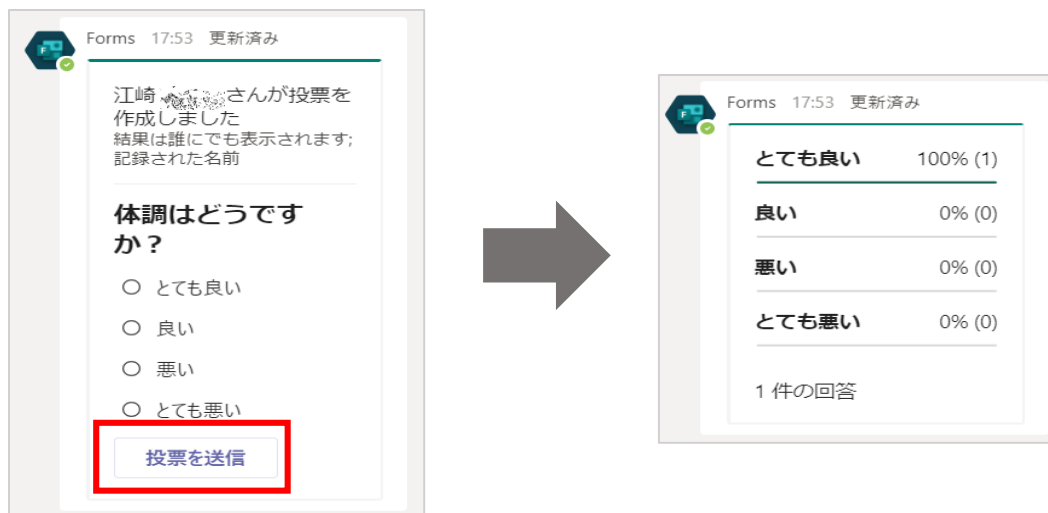 Forms 17:53 更新済み
江崎 さんが投票を
作成しました
結果は誰にでも表示されます;
記録された名前
体調はどうです
か？
とても良い
良い
悪い
とても悪い
投票を送信
Forms 17:53 更新済み
とても良い 100% (1)
良い 0% (0)
悪い 0% (0)
とても悪い 0% (0)
1 件の回答